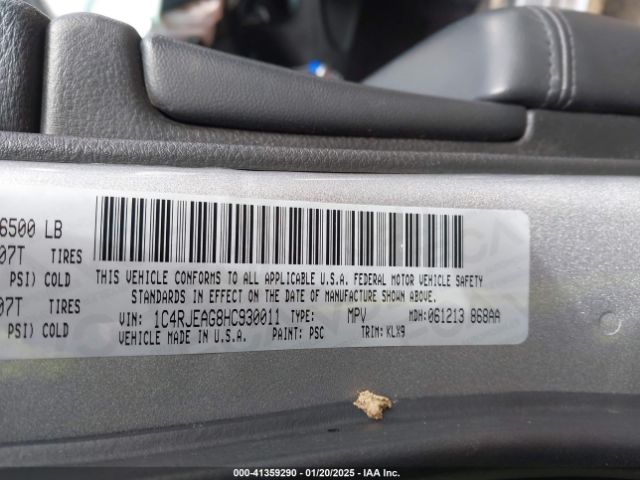 6500 LB
07T TIRES
PSI) COLD
07T TIRES
PSI) COLD
THIS VEHICLE CONFORMS TO ALL APPLICABLE U.S.A. FEDERAL MOTOR VEHICLE SAFETY
STANDARDS IN EFFECT ON THE DATE OF MANUFACTURE SHOWN ABOVE.
VIN: 1C4RJEAG8HC930011 TYPE: MPV MDH: 061213 868AA
VEHICLE MADE IN U.S.A. PAINT: PSC TRIM: KLX9
000-41359290 - 01/20/2025 - IAA Inc.